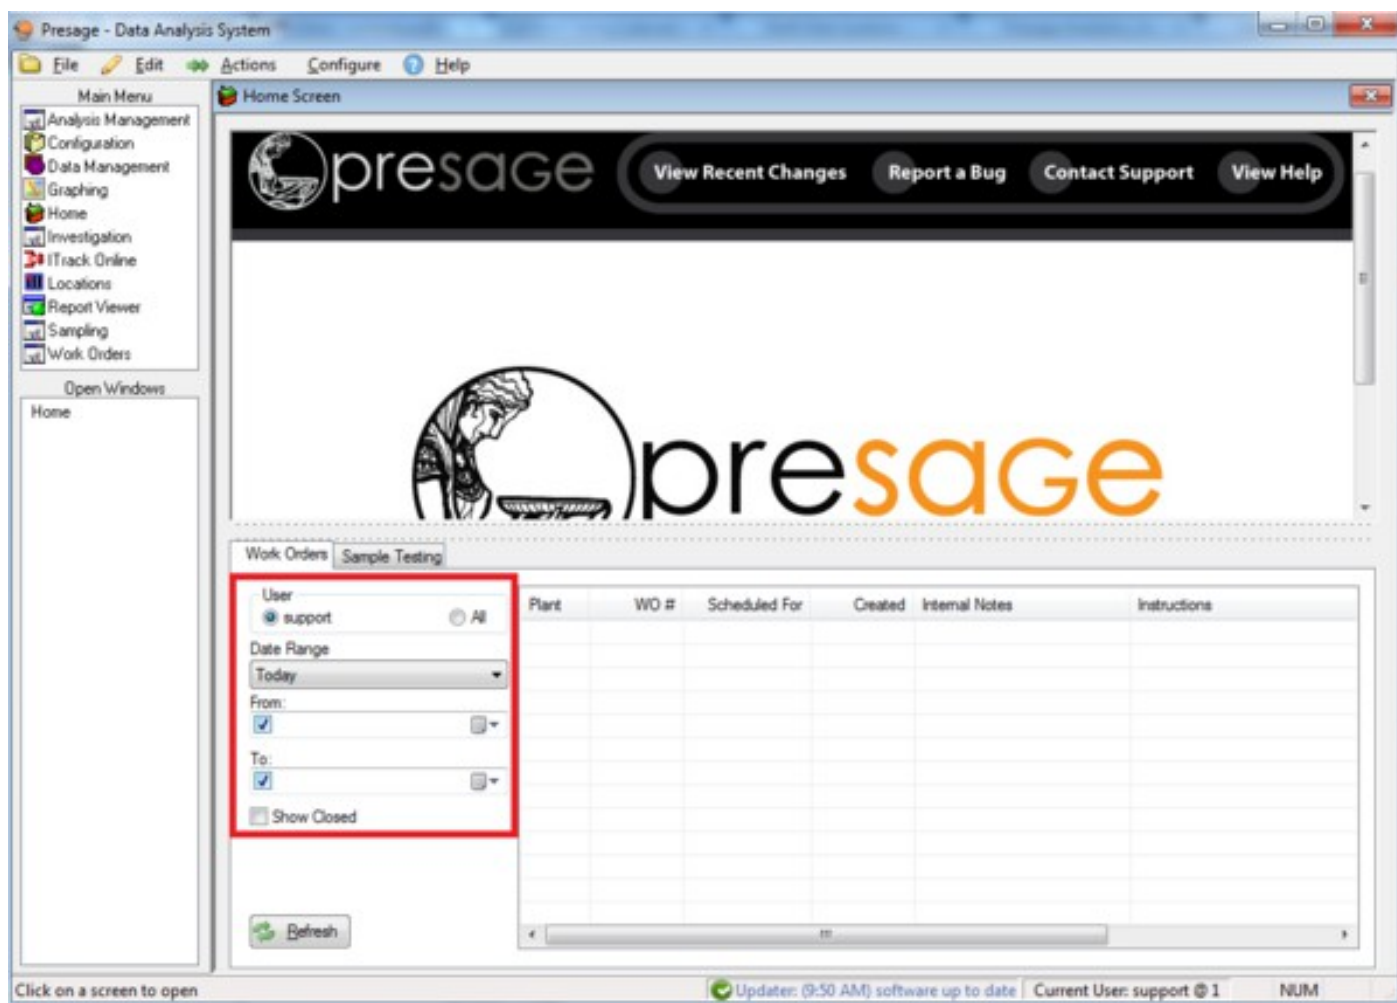 Presage - Data Analysis System
File Edit Actions Configure Help
Main Menu
Analysis Management
Configuration
Data Management
Graphing
Home
Investigation
ITrack Online
Locations
Report Viewer
Sampling
Work Orders
Open Windows
Home
Home Screen
presage View Recent Changes Report a Bug Contact Support View Help
presage
Work Orders Sample Testing
User
support All
Date Range
Today
From:
To:
Show Closed
Refresh
Plant WO # Scheduled For Created Internal Notes Instructions
Click on a screen to open Updater: (9:50 AM) software up to date Current User: support @ 1 NUM